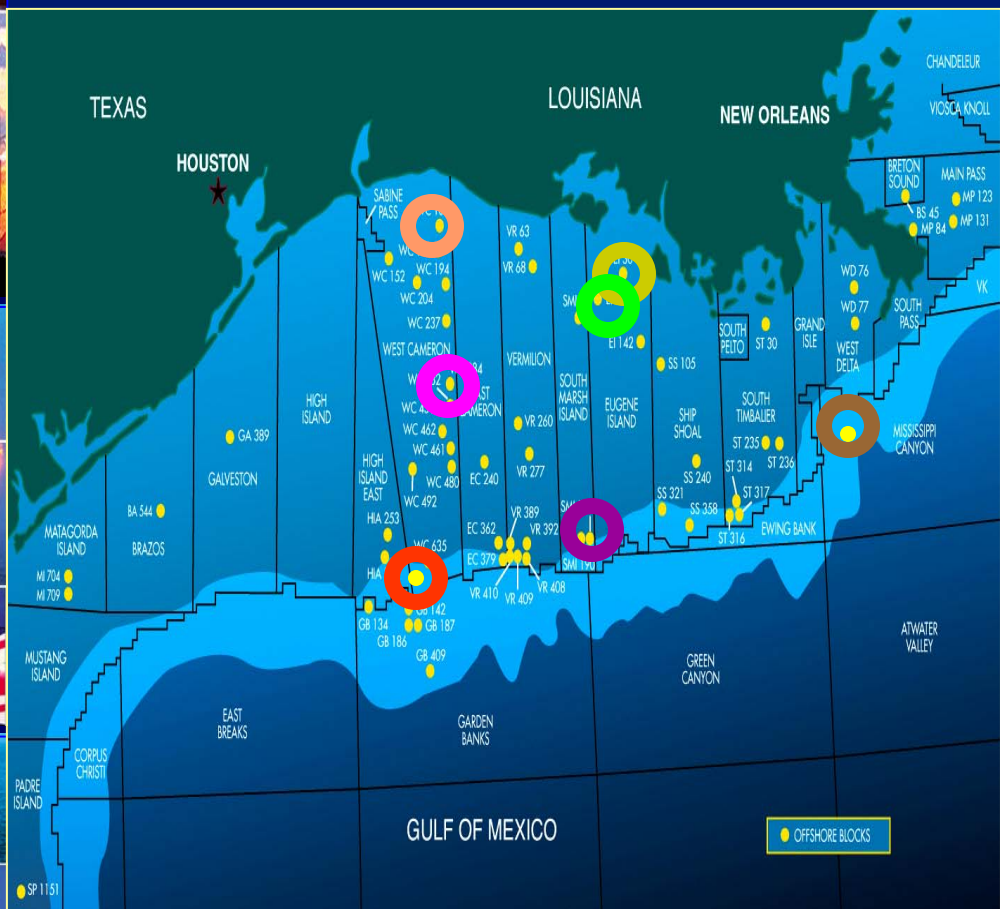 TEXAS
LOUISIANA
NEW ORLEANS
HOUSTON
CHANDELEUR
VIOSCA KNOLL
BRETON
SOUND
MAIN PASS
MP 123
BS 45
MP 84
MP 131
SABINE
PASS
WC 152
WC 194
WC 204
WC 237
WEST CAMERON
VR 63
VR 68
EI 142
SS 105
SOUTH
PELTO
ST 30
GRAND
ISLE
WD 76
WD 77
WEST
DELTA
SOUTH
PASS
VK
VERMILION
SOUTH
MARSH
ISLAND
EUGENE
ISLAND
SHIP
SHOAL
SOUTH
TIMBALIER
HIGH
ISLAND
GA 389
GALVESTON
HIGH
ISLAND
EAST
WC 462
WC 461
WC 480
WC 492
EC 240
VR 260
VR 277
SS 240
ST 235
ST 236
ST 314
ST 317
ST 316
MISSISSIPPI
CANYON
BA 544
BRAZOS
MATAGORDA
ISLAND
MI 704
MI 709
HIA 253
HIA
WC 635
EC 362
EC 379
VR 389
VR 392
VR 410
VR 409
VR 408
SMI 190
SS 321
SS 358
EWING BANK
GB 134
GB 142
GB 186
GB 187
GB 409
MUSTANG
ISLAND
CORPUS
CHRISTI
PADRE
ISLAND
EAST
BREAKS
GARDEN
BANKS
GREEN
CANYON
ATWATER
VALLEY
GULF OF MEXICO
OFFSHORE BLOCKS
SP 1151